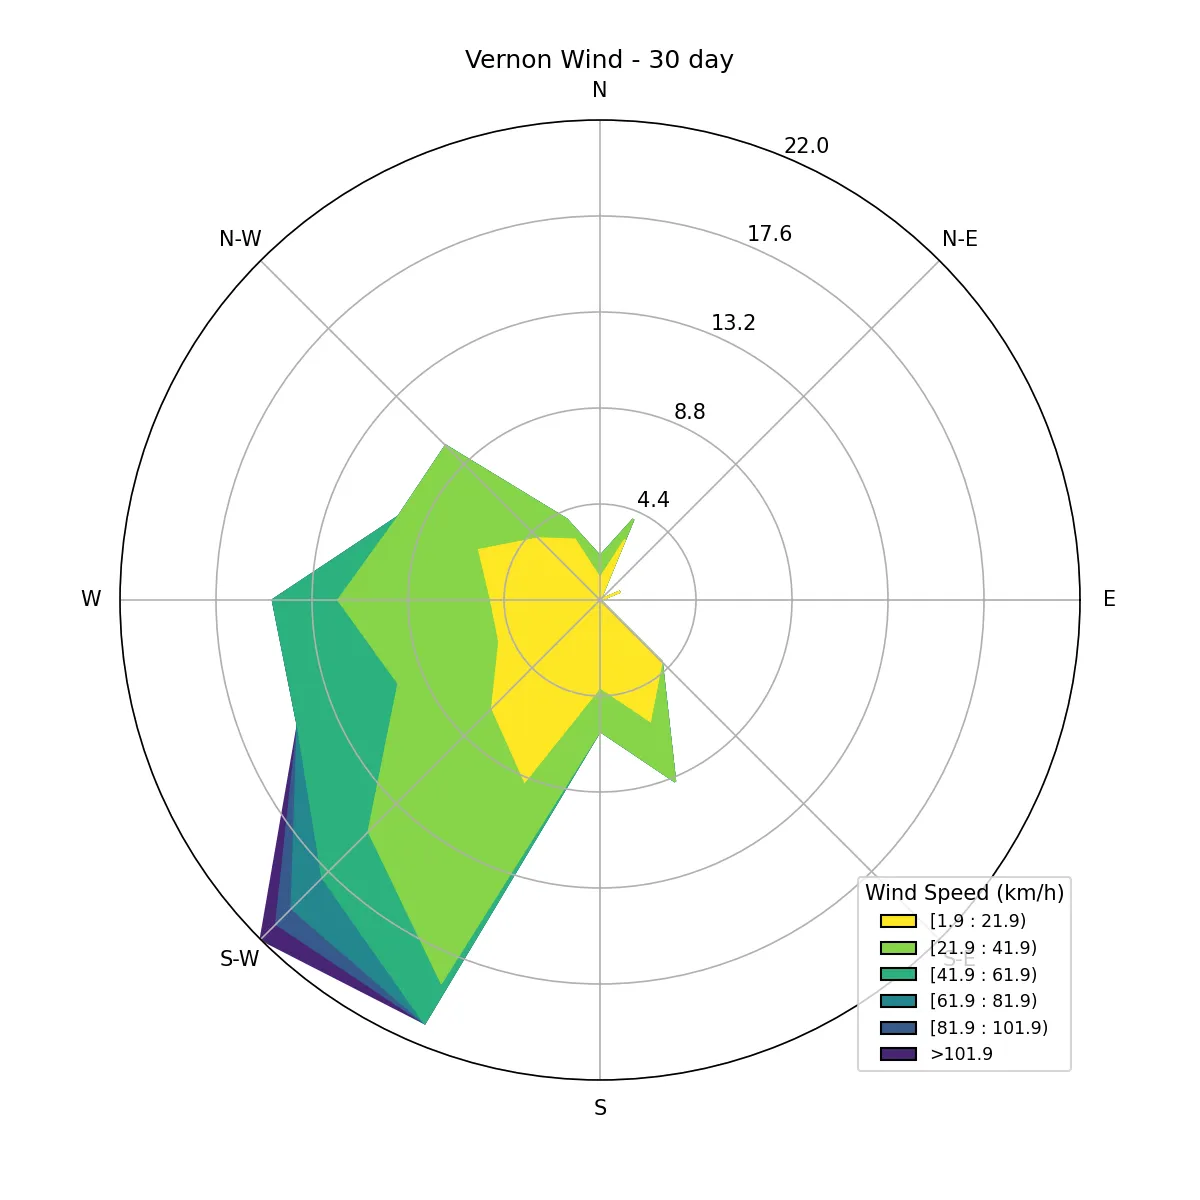 Vernon Wind - 30 day
N
22.0
N-W
17.6
N-E
13.2
8.8
4.4
W
E
Wind Speed (km/h)
[1.9 : 21.9)
[21.9 : 41.9)
S-W
S-E
[41.9 : 61.9)
[61.9 : 81.9)
[81.9 : 101.9)
>101.9
S